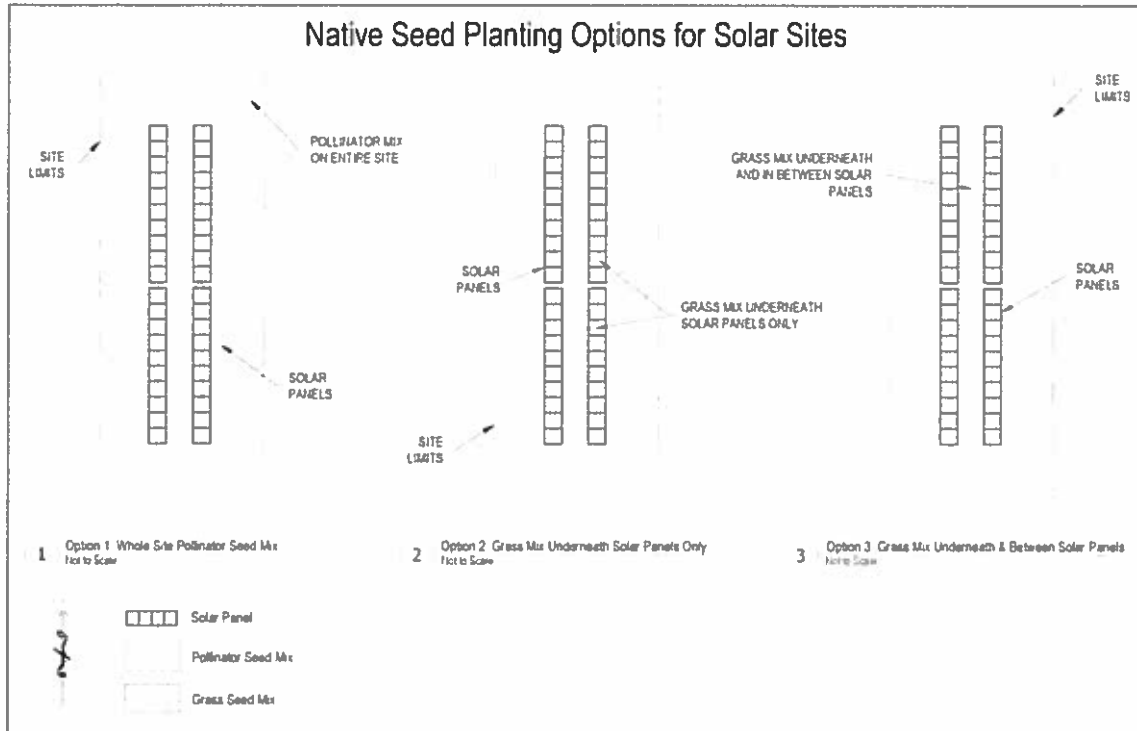 Native Seed Planting Options for Solar Sites
SITE
LIMITS
POLLINATOR MIX
ON ENTIRE SITE
SOLAR
PANELS
SOLAR
PANELS
GRASS MIX UNDERNEATH
SOLAR PANELS ONLY
SITE
LIMITS
SITE
LIMITS
GRASS MIX UNDERNEATH
AND IN BETWEEN SOLAR
PANELS
SOLAR
PANELS
1 Option 1 Whole Site Pollinator Seed Mix
Not to Scale
2 Option 2 Grass Mix Underneath Solar Panels Only
Not to Scale
3 Option 3 Grass Mix Underneath & Between Solar Panels
Not to Scale
Solar Panel
Pollinator Seed Mix
Grass Seed Mix